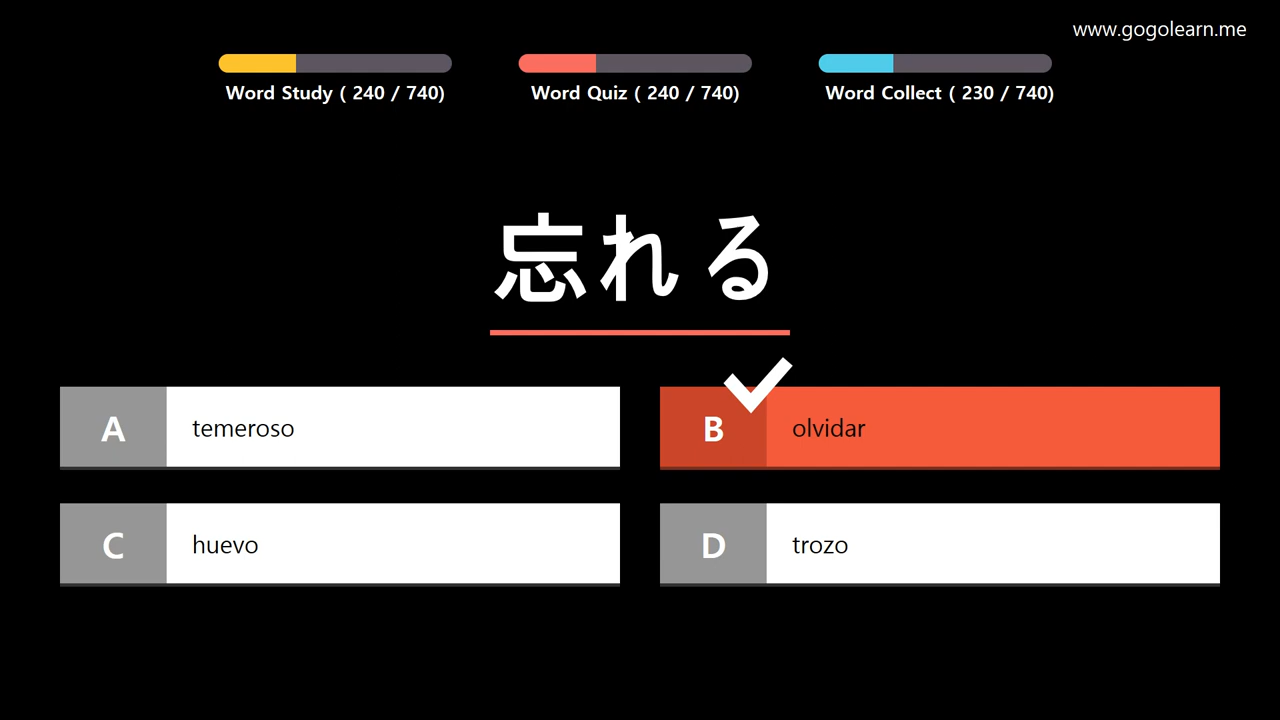 www.gogolearn.me
Word Study ( 240 / 740)
Word Quiz ( 240 / 740)
Word Collect ( 230 / 740)
忘れる
A temeroso
B olvidar
C huevo
D trozo